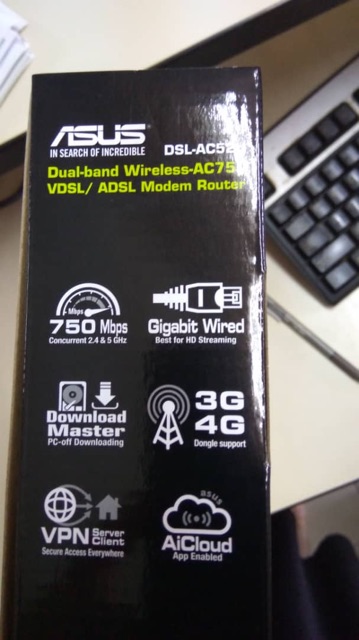 ASUS
IN SEARCH OF INCREDIBLE
Dual-band
VDSL/ ADSL Modem Router
Mbps
750 Mbps
Concurrent 2.4 & 5 GHz
Gigabit Wired
Best for HD Streaming
Download
Master
PC-off Downloading
3G
4G
Dongle support
VPN Server
Client
Secure Access Everywhere
ASUS
AiCloud
App Enabled